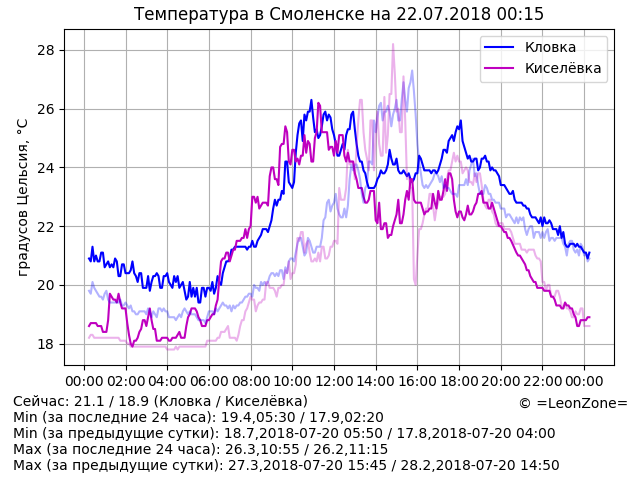 Температура в Смоленске на 22.07.2018 00:15
градусов Цельсия, °C
28
26
24
22
20
18
Кловка
Киселёвка
00:00 02:00 04:00 06:00 08:00 10:00 12:00 14:00 16:00 18:00 20:00 22:00 00:00
Сейчас: 21.1 / 18.9 (Кловка / Киселёвка)
© =LeonZone=
Min (за последние 24 часа): 19.4,05:30 / 17.9,02:20
Min (за предыдущие сутки): 18.7,2018-07-20 05:50 / 17.8,2018-07-20 04:00
Max (за последние 24 часа): 26.3,10:55 / 26.2,11:15
Max (за предыдущие сутки): 27.3,2018-07-20 15:45 / 28.2,2018-07-20 14:50